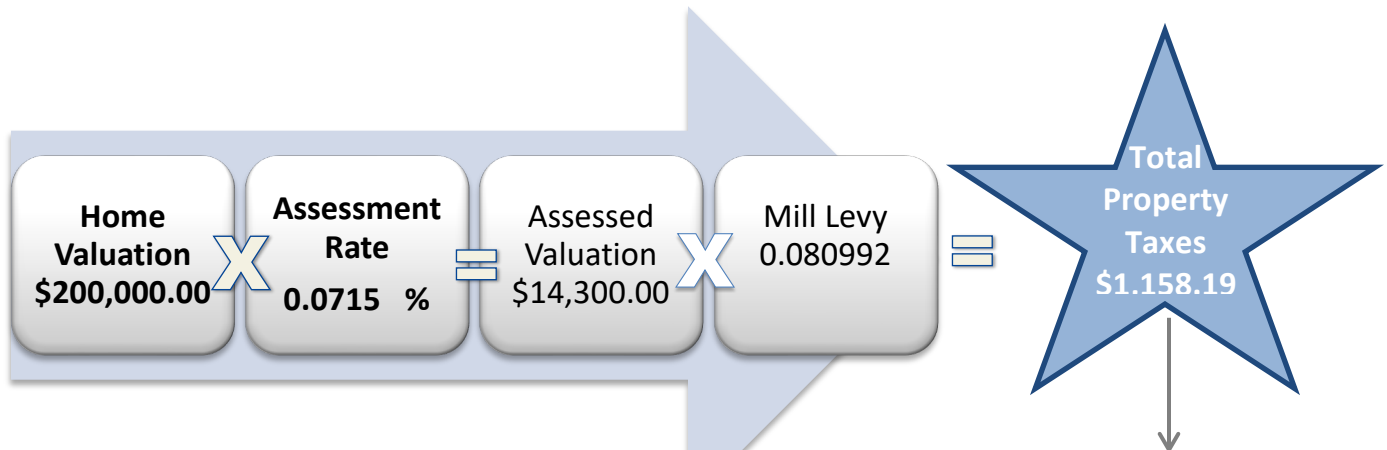 Home
Valuation
$200,000.00
X
Assessment
Rate
0.0715 %
=
Assessed
Valuation
$14,300.00
X
Mill Levy
0.080992
=
Total
Property
Taxes
$1,158.19